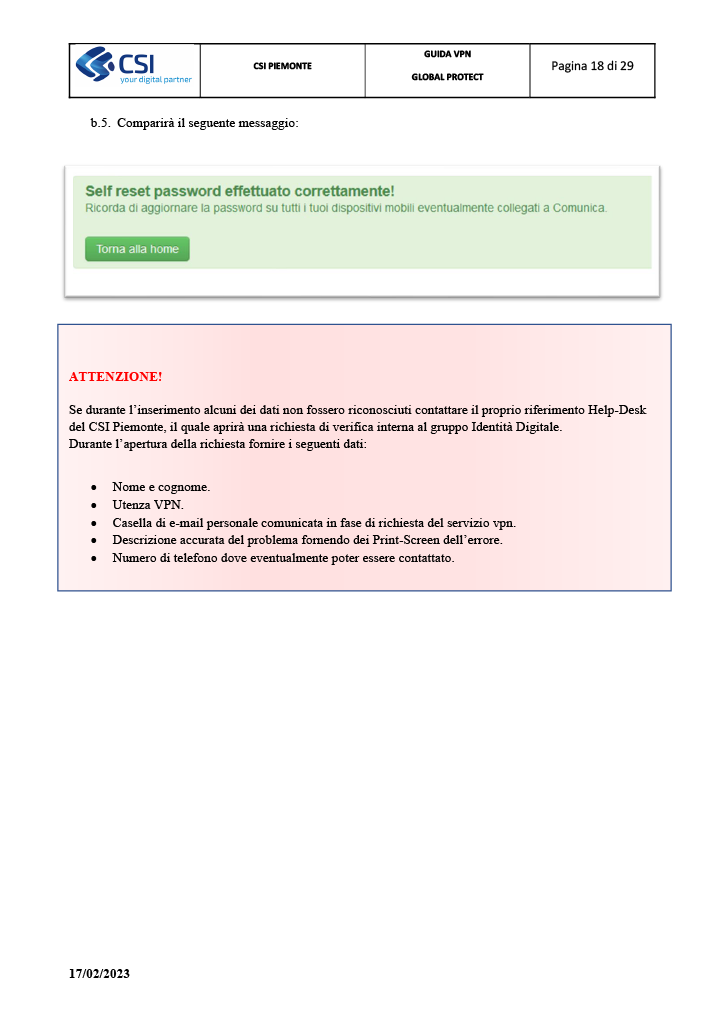 CSI
your digital partner
CSI PIEMONTE
GUIDA VPN
GLOBAL PROTECT
Pagina 18 di 29
b.5. Comparirà il seguente messaggio:
Self reset password effettuato correttamente!
Ricorda di aggiornare la password su tutti i tuoi dispositivi mobili eventualmente collegati a Comunica.
Torna alla home
ATTENZIONE!
Se durante l’inserimento alcuni dei dati non fossero riconosciuti contattare il proprio riferimento Help-Desk
del CSI Piemonte, il quale aprirà una richiesta di verifica interna al gruppo Identità Digitale.
Durante l’apertura della richiesta fornire i seguenti dati:
• Nome e cognome.
• Utenza VPN.
• Casella di e-mail personale comunicata in fase di richiesta del servizio vpn.
• Descrizione accurata del problema fornendo dei Print-Screen dell’errore.
• Numero di telefono dove eventualmente poter essere contattato.
17/02/2023